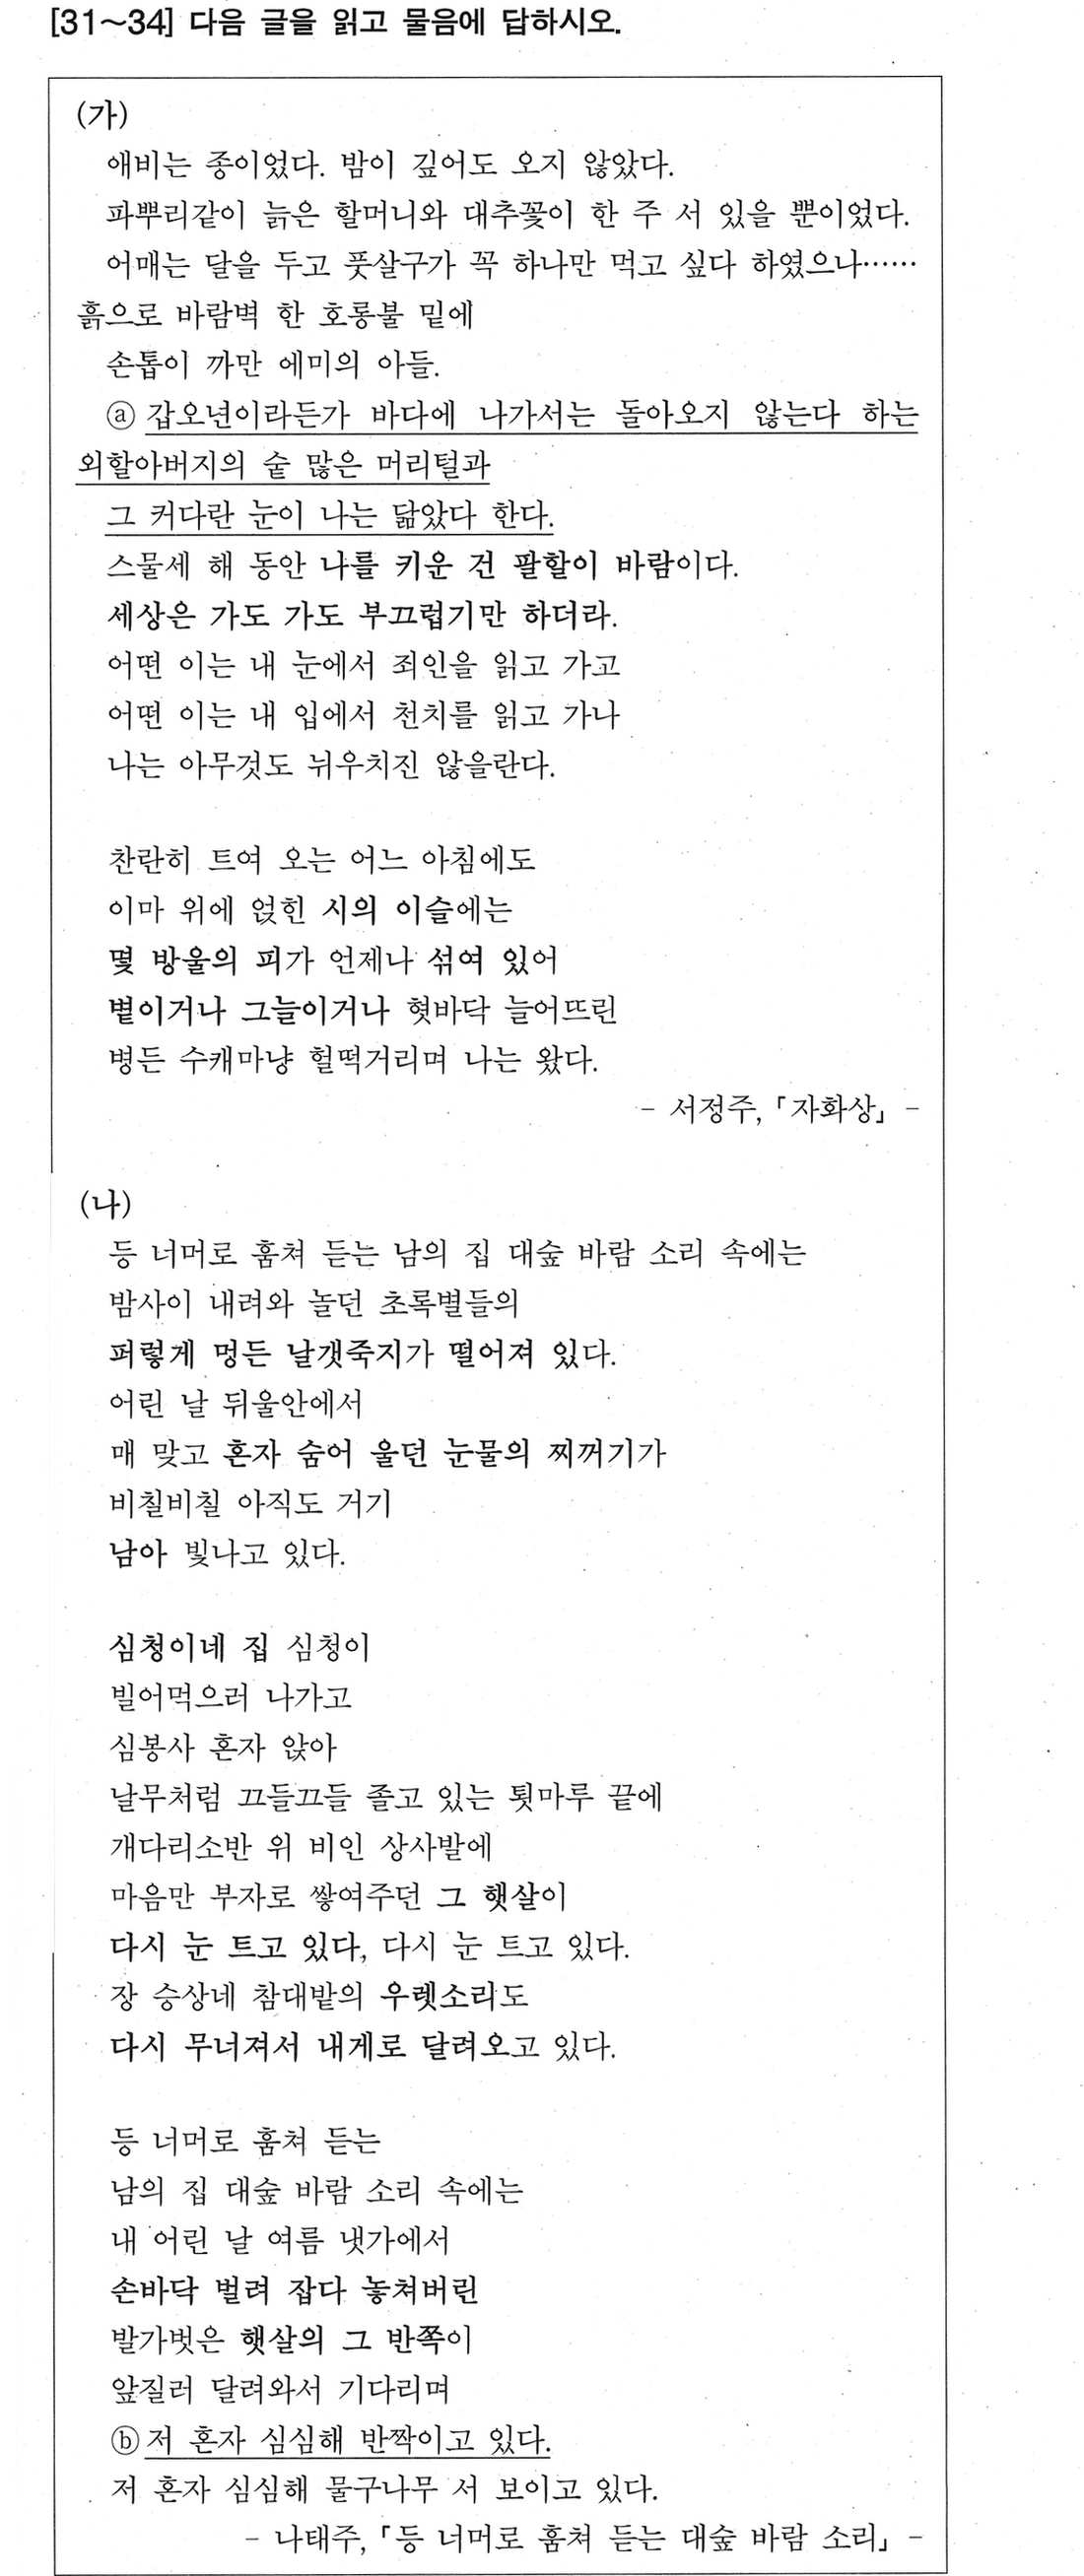 [31~34] 다음 글을 읽고 물음에 답하시오.
(가)
애비는 종이었다. 밤이 깊어도 오지 않았다.
파뿌리같이 늙은 할머니와 대추꽃이 한 주 서 있을 뿐이었다.
어매는 달을 두고 풋살구가 꼭 하나만 먹고 싶다 하였으나……
흙으로 바람벽 한 호롱불 밑에
손톱이 까만 에미의 아들.
ⓐ 갑오년이라든가 바다에 나가서는 돌아오지 않는다 하는
외할아버지의 숱 많은 머리털과
그 커다란 눈이 나는 닮았다 한다.
스물세 해 동안 나를 키운 건 팔할이 바람이다.
세상은 가도 가도 부끄럽기만 하더라.
어떤 이는 내 눈에서 죄인을 읽고 가고
어떤 이는 내 입에서 천치를 읽고 가나
나는 아무것도 뉘우치진 않을란다.
찬란히 트여 오는 어느 아침에도
이마 위에 얹힌 시의 이슬에는
몇 방울의 피가 언제나 섞여 있어
볕이거나 그늘이거나 혓바닥 늘어뜨린
병든 수캐마냥 헐떡거리며 나는 왔다.
- 서정주, ｢자화상｣ -
(나)
등 너머로 훔쳐 듣는 남의 집 대숲 바람 소리 속에는
밤사이 내려와 놀던 초록별들의
퍼렇게 멍든 날갯죽지가 떨어져 있다.
어린 날 뒤울안에서
매 맞고 혼자 숨어 울던 눈물의 찌꺼기가
비칠비칠 아직도 거기
남아 빛나고 있다.
심청이네 집 심청이
빌어먹으러 나가고
심봉사 혼자 앉아
날무처럼 끄들끄들 졸고 있는 툇마루 끝에
개다리소반 위 비인 상사발에
마음만 부자로 쌓여주던 그 햇살이
다시 눈 트고 있다, 다시 눈 트고 있다.
장 승상네 참대밭의 우렛소리도
다시 무너져서 내게로 달려오고 있다.
등 너머로 훔쳐 듣는
남의 집 대숲 바람 소리 속에는
내 어린 날 여름 냇가에서
손바닥 벌려 잡다 놓쳐버린
발가벗은 햇살의 그 반쪽이
앞질러 달려와서 기다리며
ⓑ 저 혼자 심심해 반짝이고 있다.
저 혼자 심심해 물구나무 서 보이고 있다.
- 나태주, ｢등 너머로 훔쳐 듣는 대숲 바람 소리｣ -